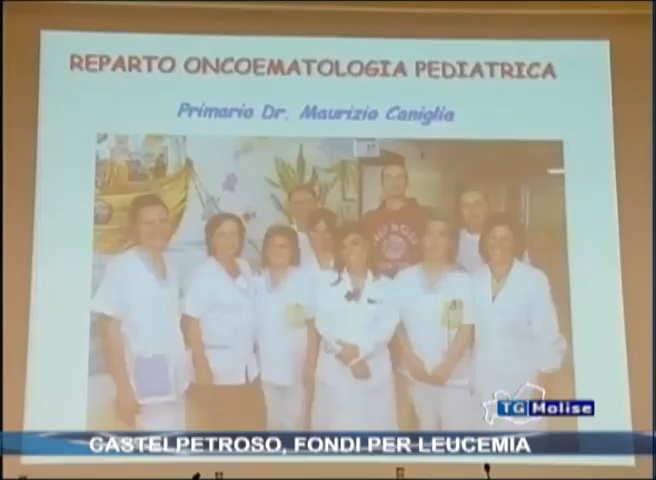 REPARTO ONCOEMATOLOGIA PEDIATRICA
Primario Dr. Maurizio Caniglia
TG Molise
CASTELPETROSO, FONDI PER LEUCEMIA